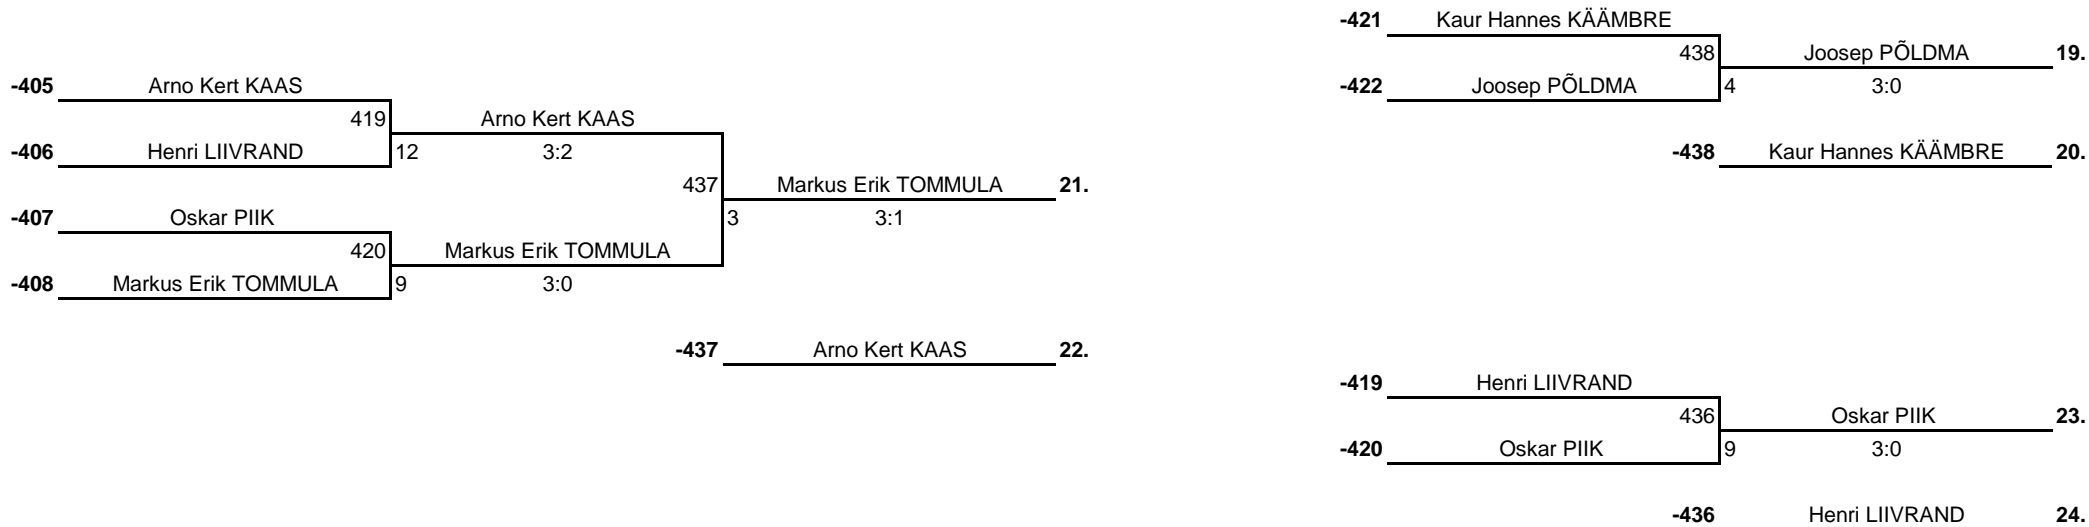 -421 Kaur Hannes KÄÄMBRE
438 Joosep PÕLDMA 19.
-405 Arno Kert KAAS
-422 Joosep PÕLDMA 4 3:0
419 Arno Kert KAAS
-406 Henri LIIVRAND 12 3:2
-438 Kaur Hannes KÄÄMBRE 20.
437 Markus Erik TOMMULA 21.
-407 Oskar PIIK
3 3:1
420 Markus Erik TOMMULA
-408 Markus Erik TOMMULA 9 3:0
-437 Arno Kert KAAS 22.
-419 Henri LIIVRAND
436 Oskar PIIK 23.
-420 Oskar PIIK 9 3:0
-436 Henri LIIVRAND 24.